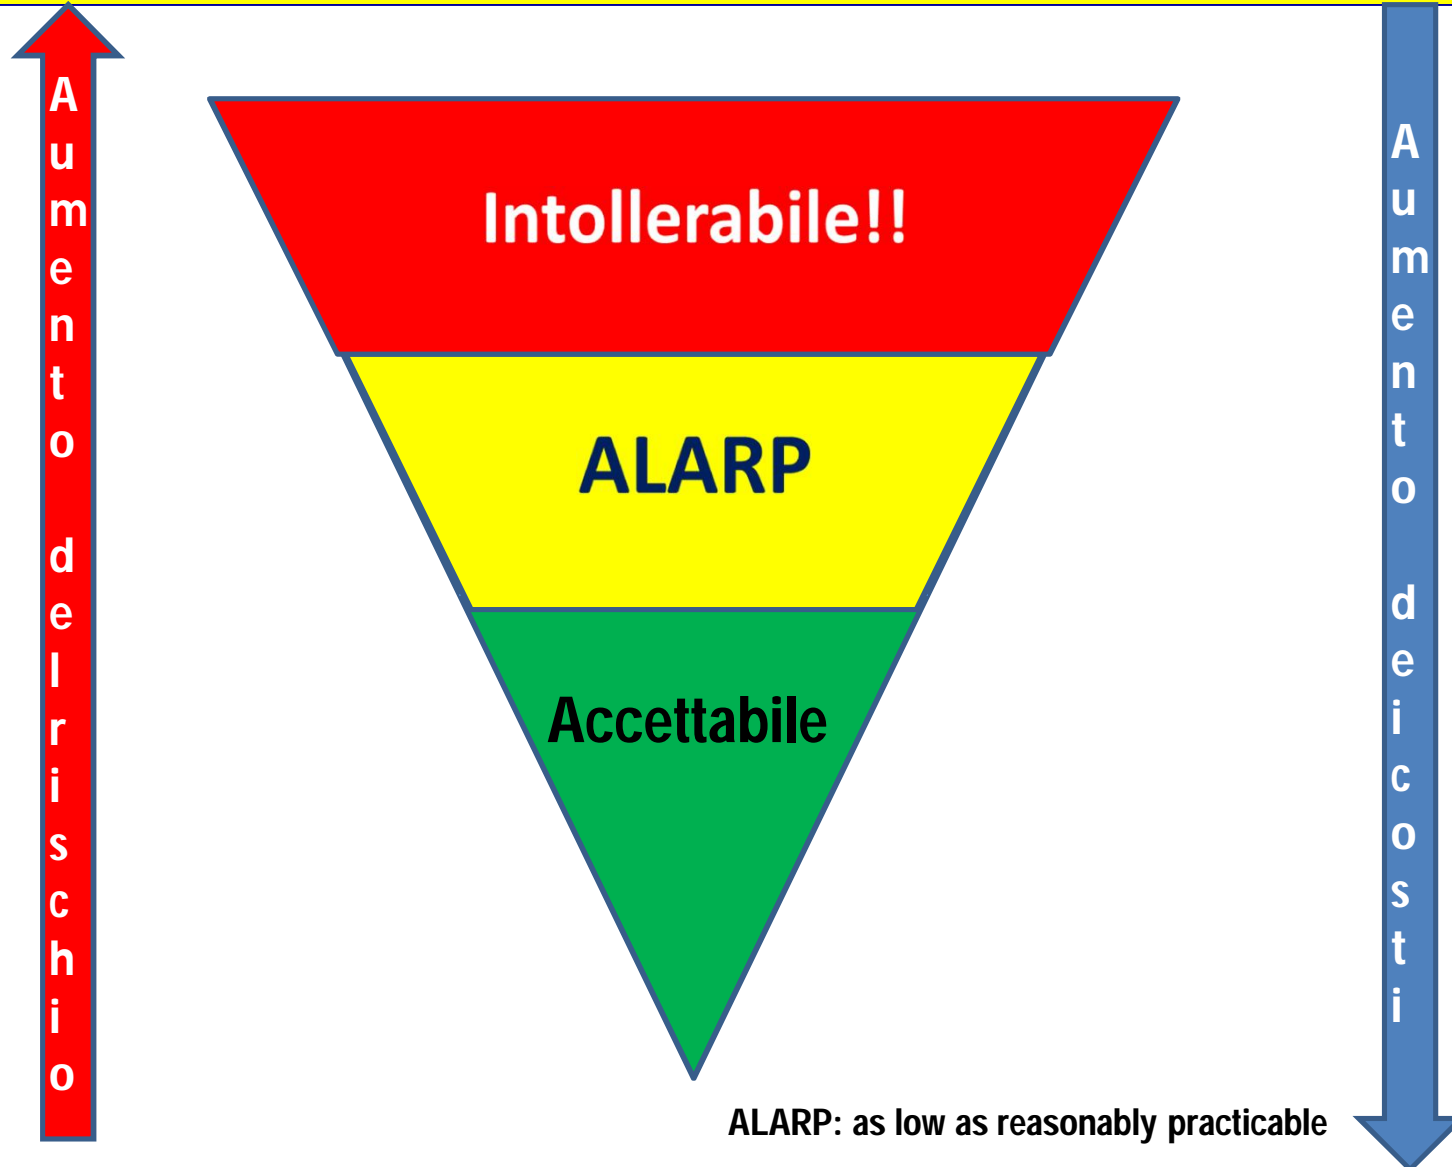 Aumento del rischio
Intollerabile!!
ALARP
Accettabile
Aumento dei costi
ALARP: as low as reasonably practicable